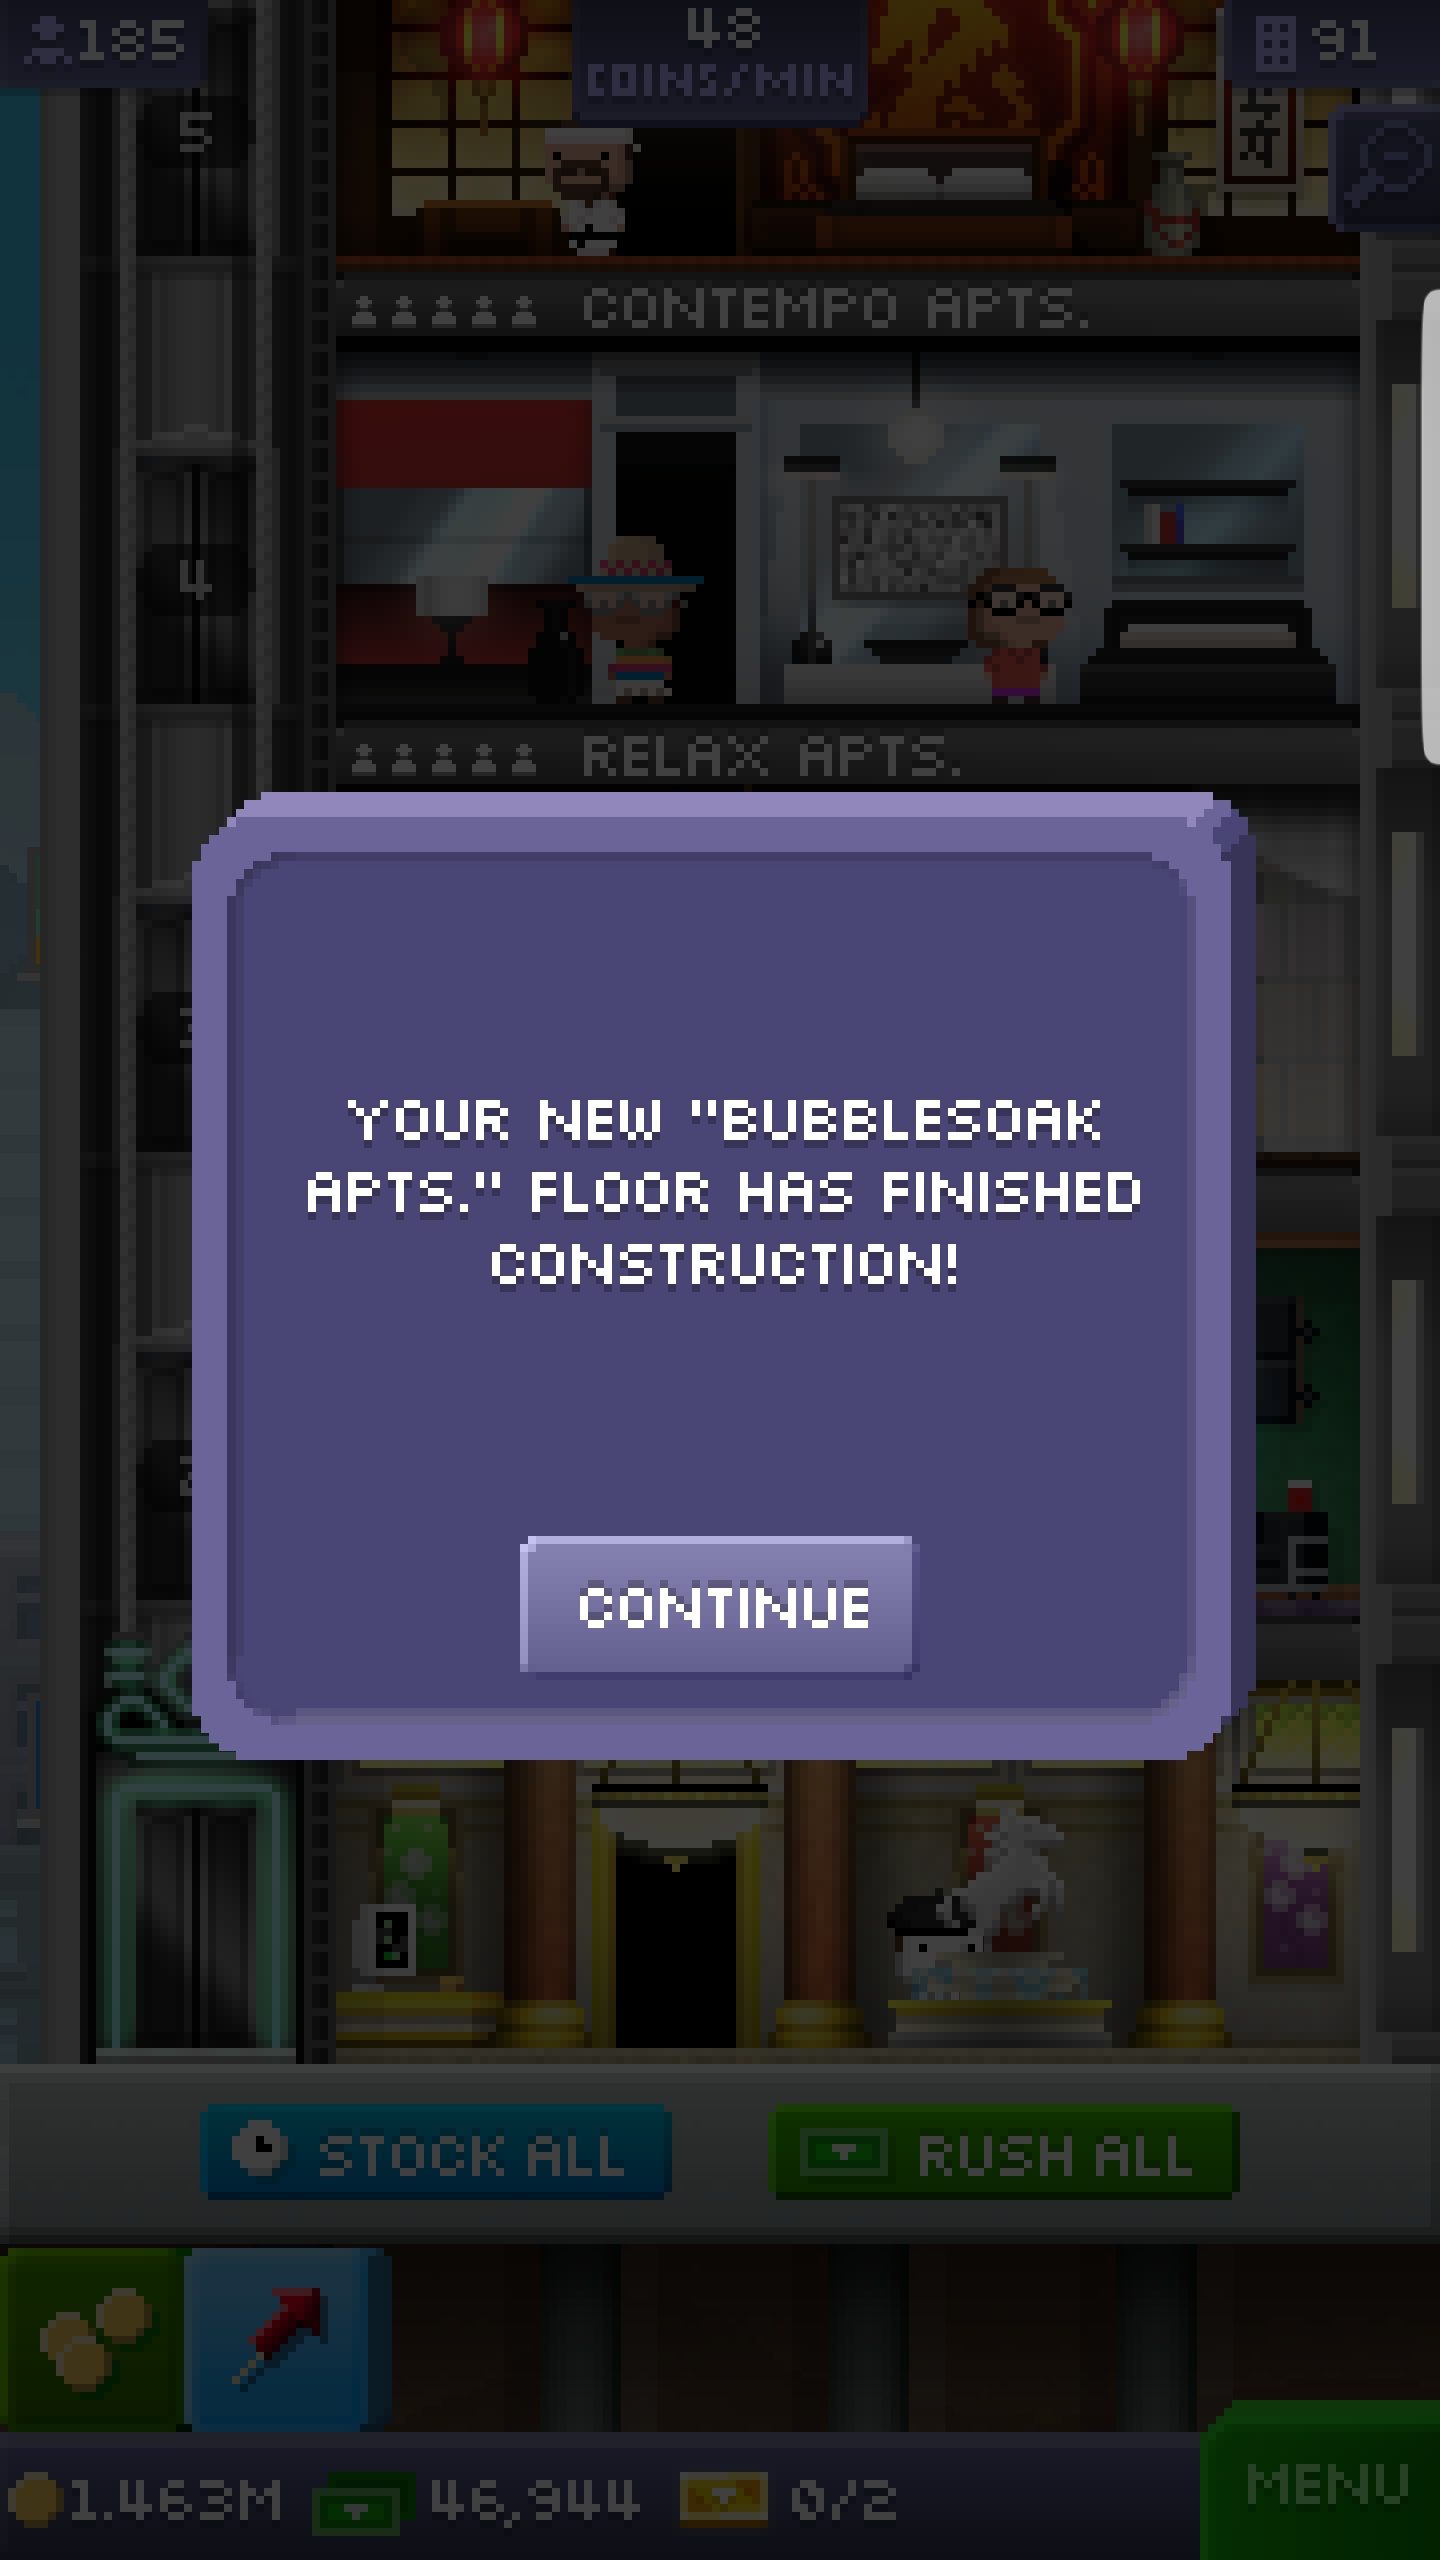 185
48
COINS/MIN
91
5
CONTEMPO APTS.
4
RELAX APTS.
YOUR NEW "BUBBLESOAK
APTS." FLOOR HAS FINISHED
CONSTRUCTION!
CONTINUE
STOCK ALL
RUSH ALL
1.463M
46,944
0/2
MENU